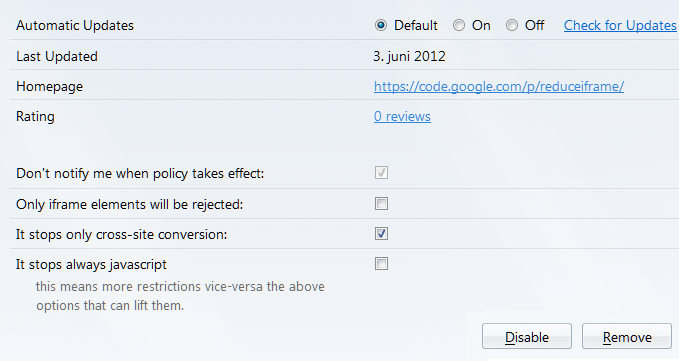 Automatic Updates Default On Off Check for Updates
Last Updated 3. juni 2012
Homepage https://code.google.com/p/reduceiframe/
Rating 0 reviews
Don't notify me when policy takes effect:
Only iframe elements will be rejected:
It stops only cross-site conversion:
It stops always javascript
this means more restrictions vice-versa the above
options that can lift them.
Disable Remove